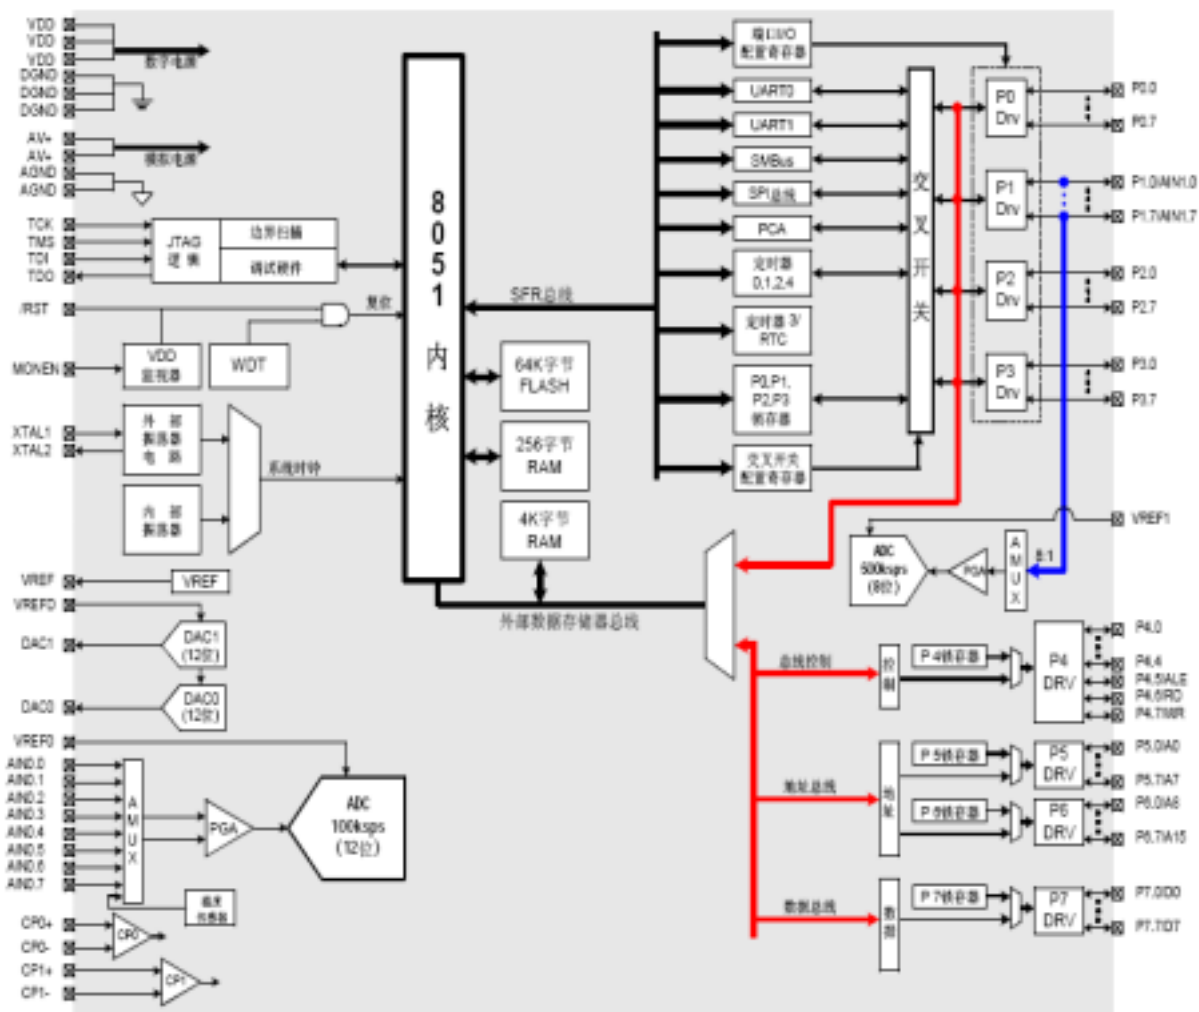 VDD
VDD
VDD
数字电源
DGND
DGND
DGND
AV+
AV+
模拟电源
AGND
AGND
TCK
TMS
TDI
TDO
JTAG
逻辑
边界扫描
调试硬件
/RST
复位
MONEN
VDD
监视器
WDT
XTAL1
XTAL2
外部
振荡器
电路
系统时钟
内部
振荡器
VREF
VREF
VREFD
DAC1
DAC1
(12位)
DAC0
DAC0
(12位)
VREF0
AIN0.0
AIN0.1
AIN0.2
AIN0.3
AIN0.4
AIN0.5
AIN0.6
AIN0.7
AMUX
PGA
ADC
100ksps
(12位)
温度
传感器
CP0+
CP0-
CP0
CP1+
CP1-
CP1
8051内核
SFR总线
64K字节
FLASH
256字节
RAM
4K字节
RAM
外部数据存储器总线
端口I/O
配置寄存器
UART0
UART1
SMBus
SPI总线
PCA
定时器
0,1,2,4
定时器 3/
RTC
P0,P1,
P2,P3
锁存器
交叉开关
配置寄存器
交叉开关
P0
Drv
P1
Drv
P2
Drv
P3
Drv
P0.0
P0.7
P1.0/AIN1.0
P1.7/AIN1.7
P2.0
P2.7
P3.0
P3.7
VREF1
ADC
500ksps
(8位)
PGA
AMUX
8:1
总线控制
控制
P4锁存器
P4
DRV
P4.0
P4.4
P4.5/ALE
P4.6/RD
P4.7/WR
地址总线
地址
P5锁存器
P5
DRV
P5.0/A0
P5.7/A7
P6锁存器
P6
DRV
P6.0/A8
P6.7/A15
数据总线
数据
P7锁存器
P7
DRV
P7.0/D0
P7.7/D7